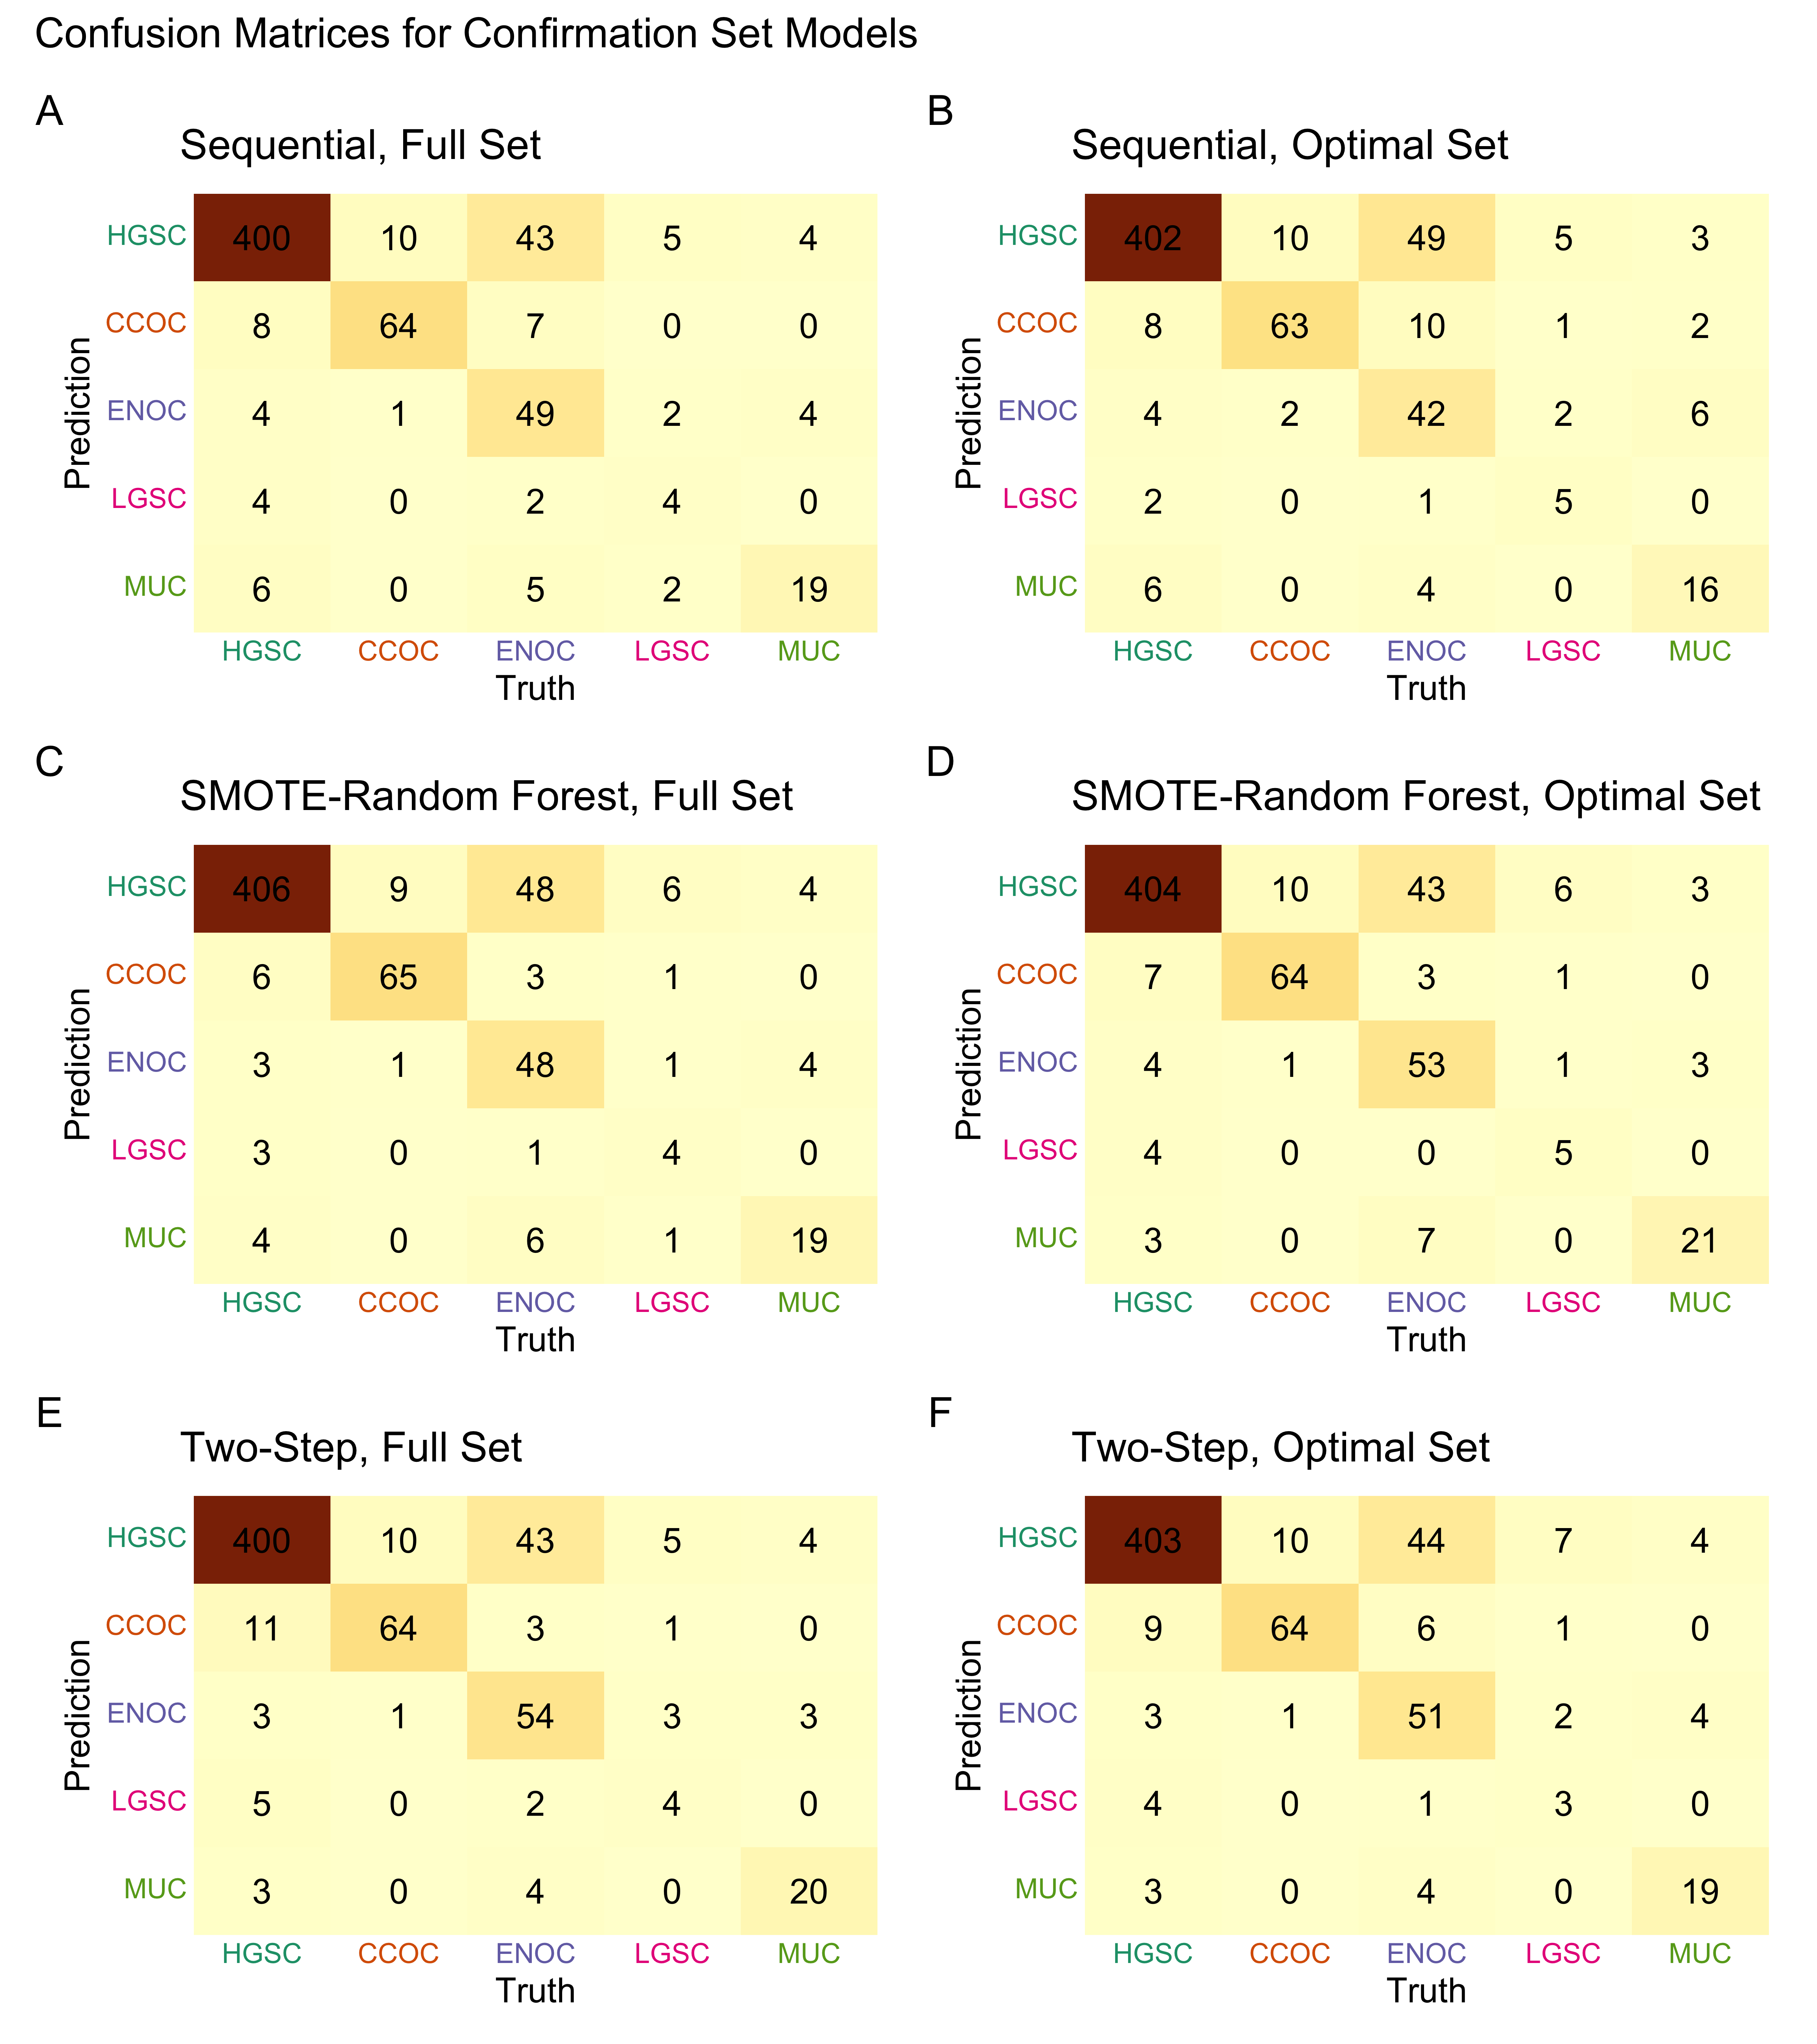 Confusion Matrices for Confirmation Set Models
A
Sequential, Full Set
Prediction
HGSC 400 10 43 5 4
CCOC 8 64 7 0 0
ENOC 4 1 49 2 4
LGSC 4 0 2 4 0
MUC 6 0 5 2 19
HGSC CCOC ENOC LGSC MUC
Truth
B
Sequential, Optimal Set
Prediction
HGSC 402 10 49 5 3
CCOC 8 63 10 1 2
ENOC 4 2 42 2 6
LGSC 2 0 1 5 0
MUC 6 0 4 0 16
HGSC CCOC ENOC LGSC MUC
Truth
C
SMOTE-Random Forest, Full Set
Prediction
HGSC 406 9 48 6 4
CCOC 6 65 3 1 0
ENOC 3 1 48 1 4
LGSC 3 0 1 4 0
MUC 4 0 6 1 19
HGSC CCOC ENOC LGSC MUC
Truth
D
SMOTE-Random Forest, Optimal Set
Prediction
HGSC 404 10 43 6 3
CCOC 7 64 3 1 0
ENOC 4 1 53 1 3
LGSC 4 0 0 5 0
MUC 3 0 7 0 21
HGSC CCOC ENOC LGSC MUC
Truth
E
Two-Step, Full Set
Prediction
HGSC 400 10 43 5 4
CCOC 11 64 3 1 0
ENOC 3 1 54 3 3
LGSC 5 0 2 4 0
MUC 3 0 4 0 20
HGSC CCOC ENOC LGSC MUC
Truth
F
Two-Step, Optimal Set
Prediction
HGSC 403 10 44 7 4
CCOC 9 64 6 1 0
ENOC 3 1 51 2 4
LGSC 4 0 1 3 0
MUC 3 0 4 0 19
HGSC CCOC ENOC LGSC MUC
Truth